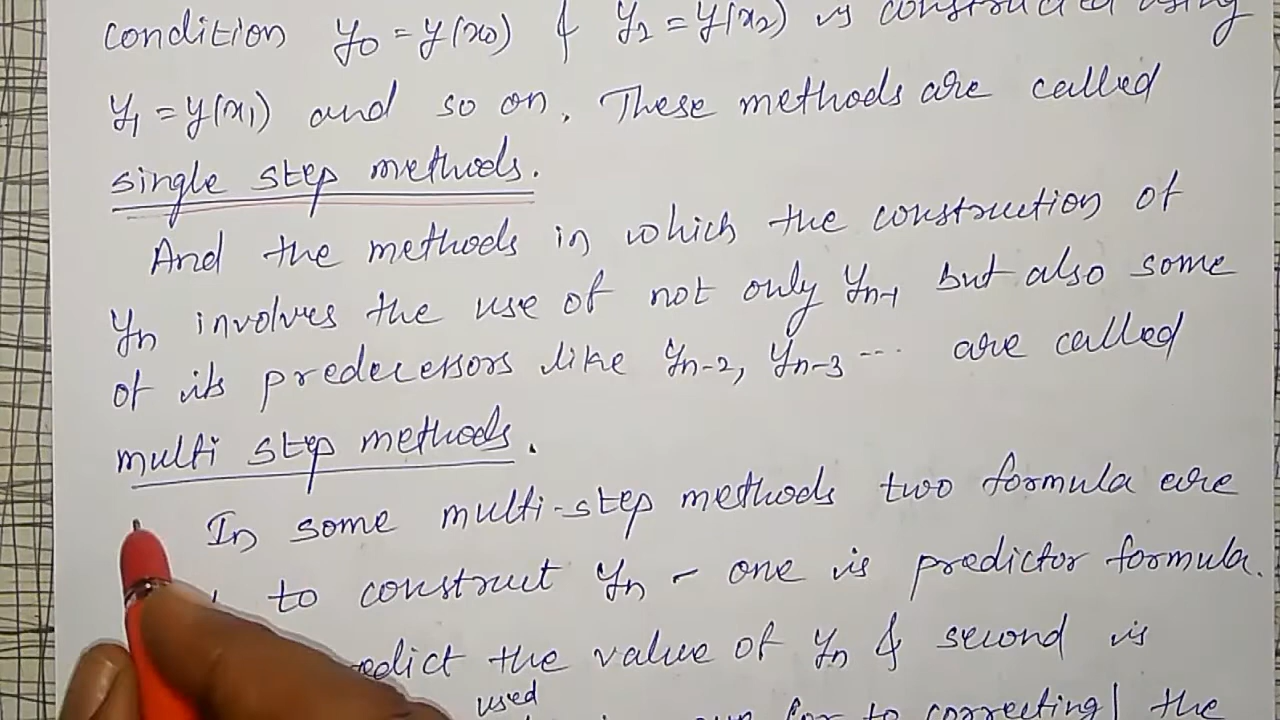 condition y0 = y(x0) & y2 = y(x2) is constructed using
y1 = y(x1) and so on. These methods are called
single step methods.
And the methods in which the construction of
yn involves the use of not only yn-1 but also some
of its predecessors like yn-2, yn-3 --- are called
multi step methods.
In some multi-step methods two formula are
to construct yn - one is predictor formula.
edict the value of yn & second is
used
for to correcting the